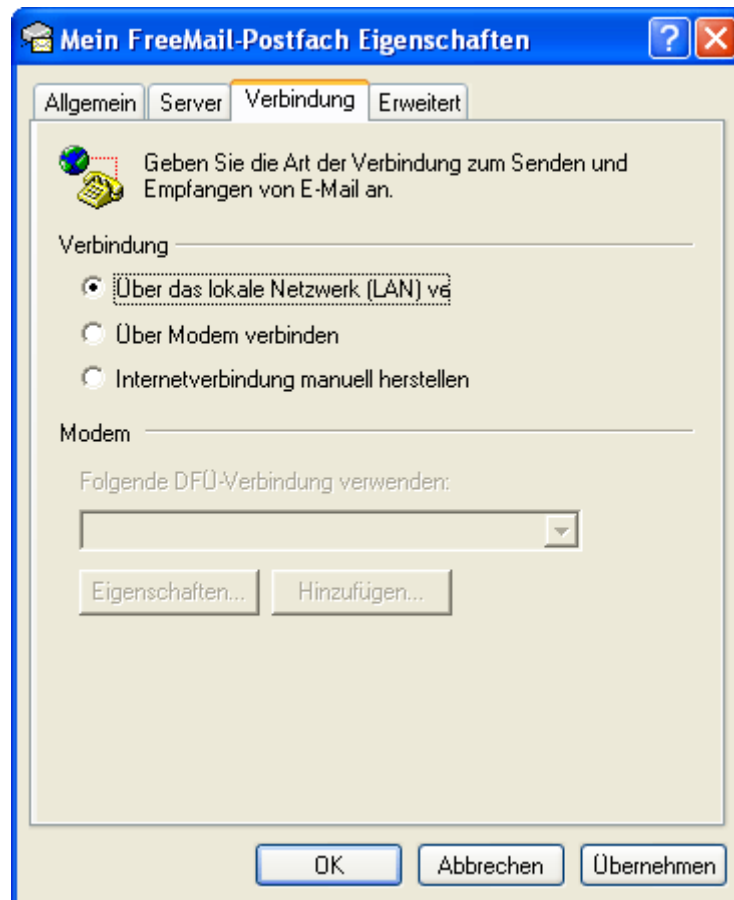 Mein FreeMail-Postfach Eigenschaften
Allgemein Server Verbindung Erweitert
Geben Sie die Art der Verbindung zum Senden und
Empfangen von E-Mail an.
Verbindung
Über das lokale Netzwerk (LAN) ve
Über Modem verbinden
Internetverbindung manuell herstellen
Modem
Folgende DFÜ-Verbindung verwenden:
Eigenschaften... Hinzufügen...
OK Abbrechen Übernehmen